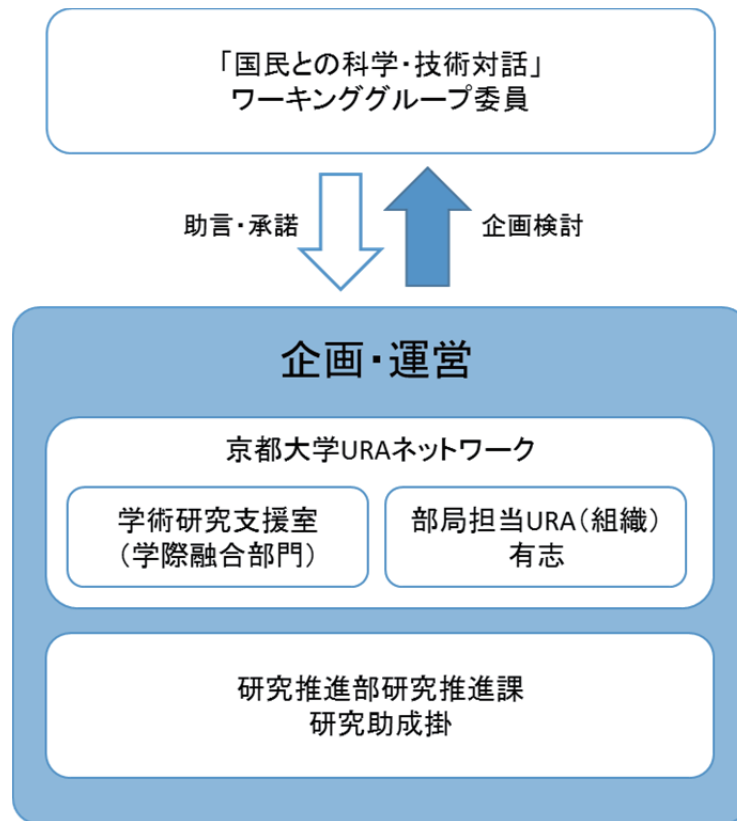 「国民との科学・技術対話」
ワーキンググループ委員
助言・承諾
企画検討
企画・運営
京都大学URAネットワーク
学術研究支援室
（学際融合部門）
部局担当URA（組織）
有志
研究推進部研究推進課
研究助成掛